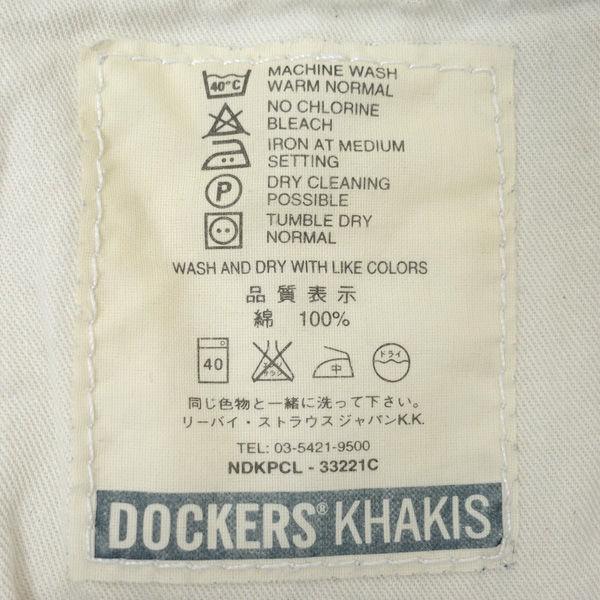 40°C
MACHINE WASH
WARM NORMAL
NO CHLORINE
BLEACH
IRON AT MEDIUM
SETTING
P
DRY CLEANING
POSSIBLE
TUMBLE DRY
NORMAL
WASH AND DRY WITH LIKE COLORS
品質表示
綿 100%
40
中
ドライ
同じ色物と一緒に洗って下さい。
リーバイ・ストラウスジャパンK.K.
TEL: 03-5421-9500
NDKPCL - 33221C
DOCKERS® KHAKIS